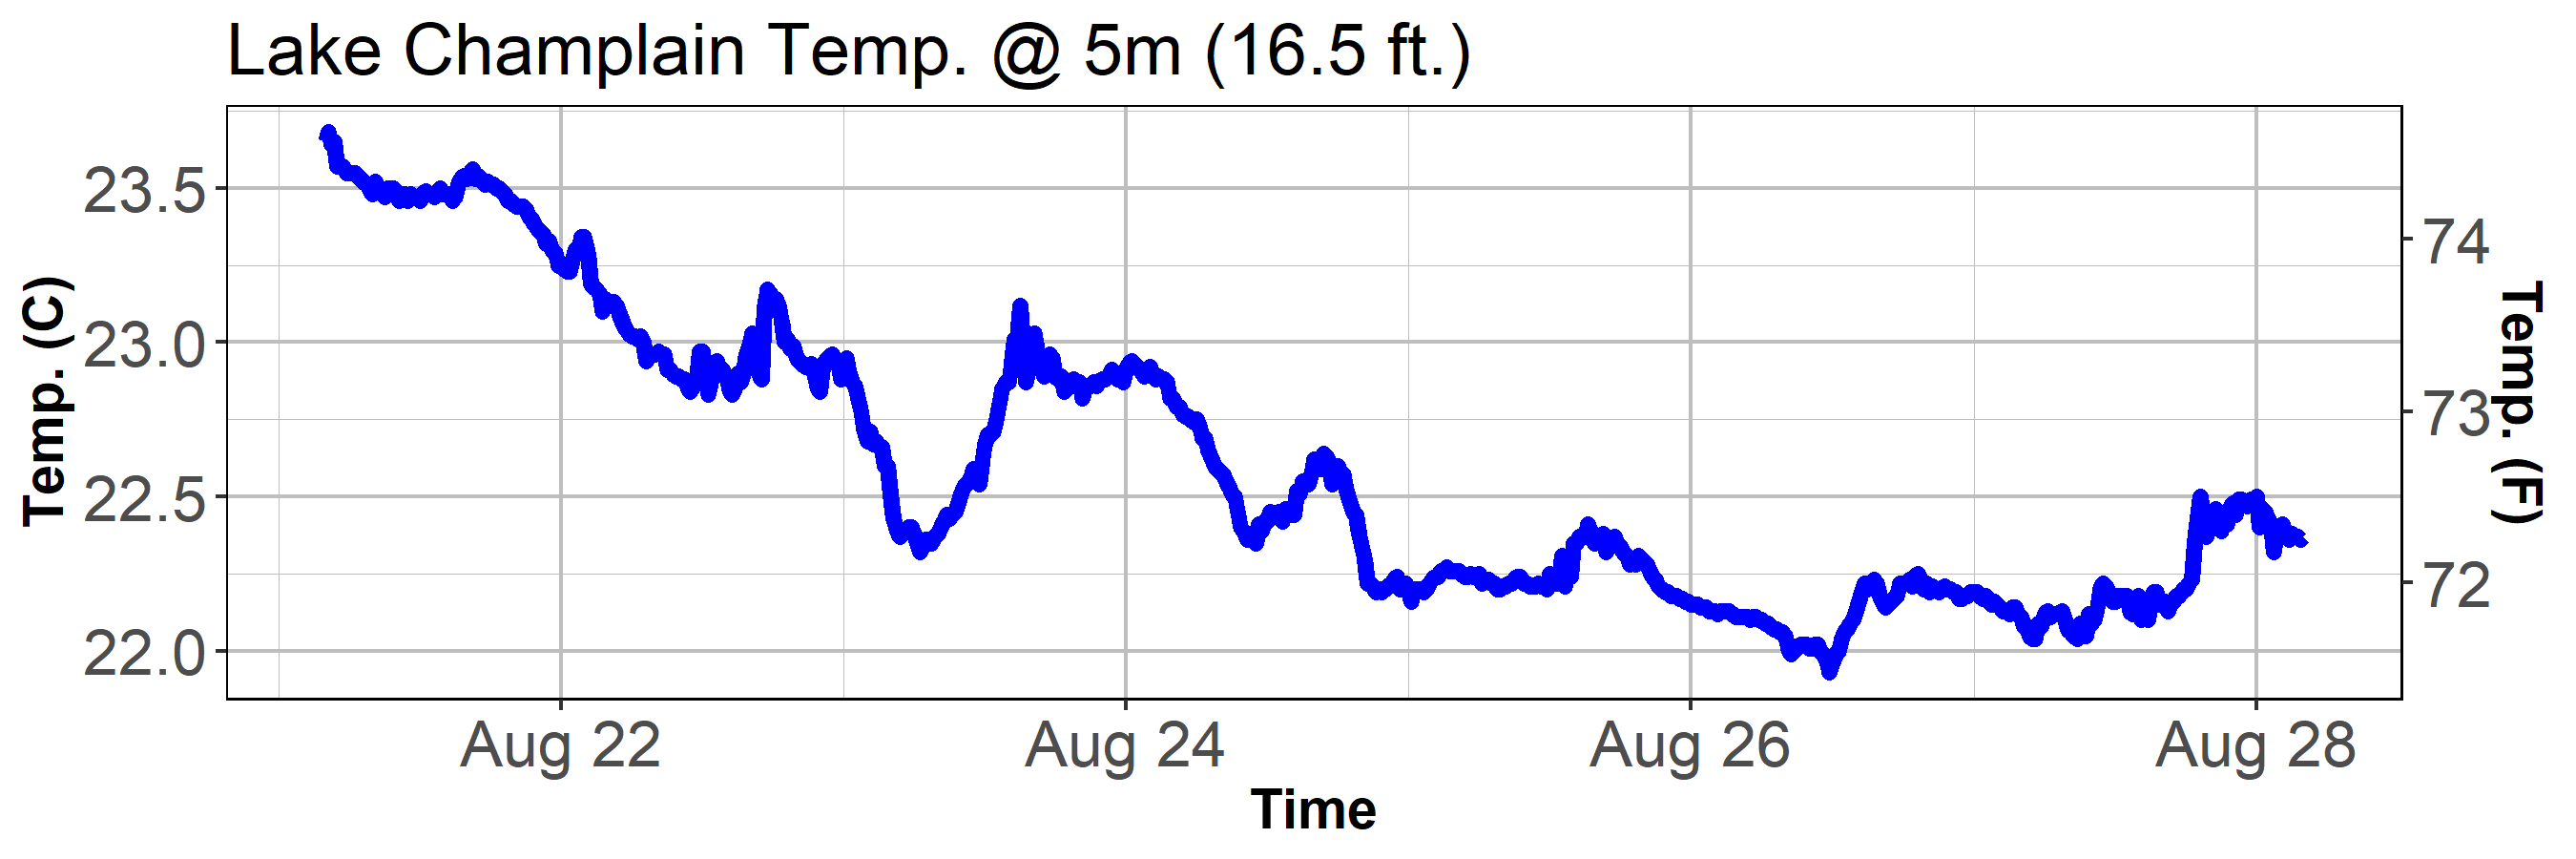 Lake Champlain Temp. @ 5m (16.5 ft.)
Temp. (C)
23.5
23.0
22.5
22.0
74
73
72
Temp. (F)
Aug 22
Aug 24
Aug 26
Aug 28
Time